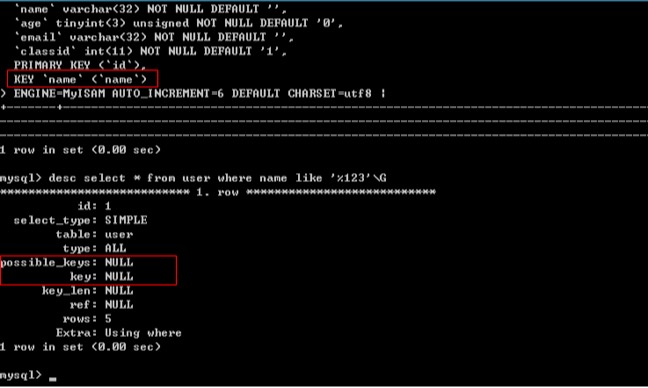 `name` varchar(32) NOT NULL DEFAULT '',
`age` tinyint(3) unsigned NOT NULL DEFAULT '0',
`email` varchar(32) NOT NULL DEFAULT '',
`classid` int(11) NOT NULL DEFAULT '1',
PRIMARY KEY (`id`),
KEY `name` (`name`)
) ENGINE=MyISAM AUTO_INCREMENT=6 DEFAULT CHARSET=utf8 |
1 row in set (0.00 sec)
mysql> desc select * from user where name like '%123'\G
*************************** 1. row ***************************
id: 1
select_type: SIMPLE
table: user
type: ALL
possible_keys: NULL
key: NULL
key_len: NULL
ref: NULL
rows: 5
Extra: Using where
1 row in set (0.00 sec)
mysql> _